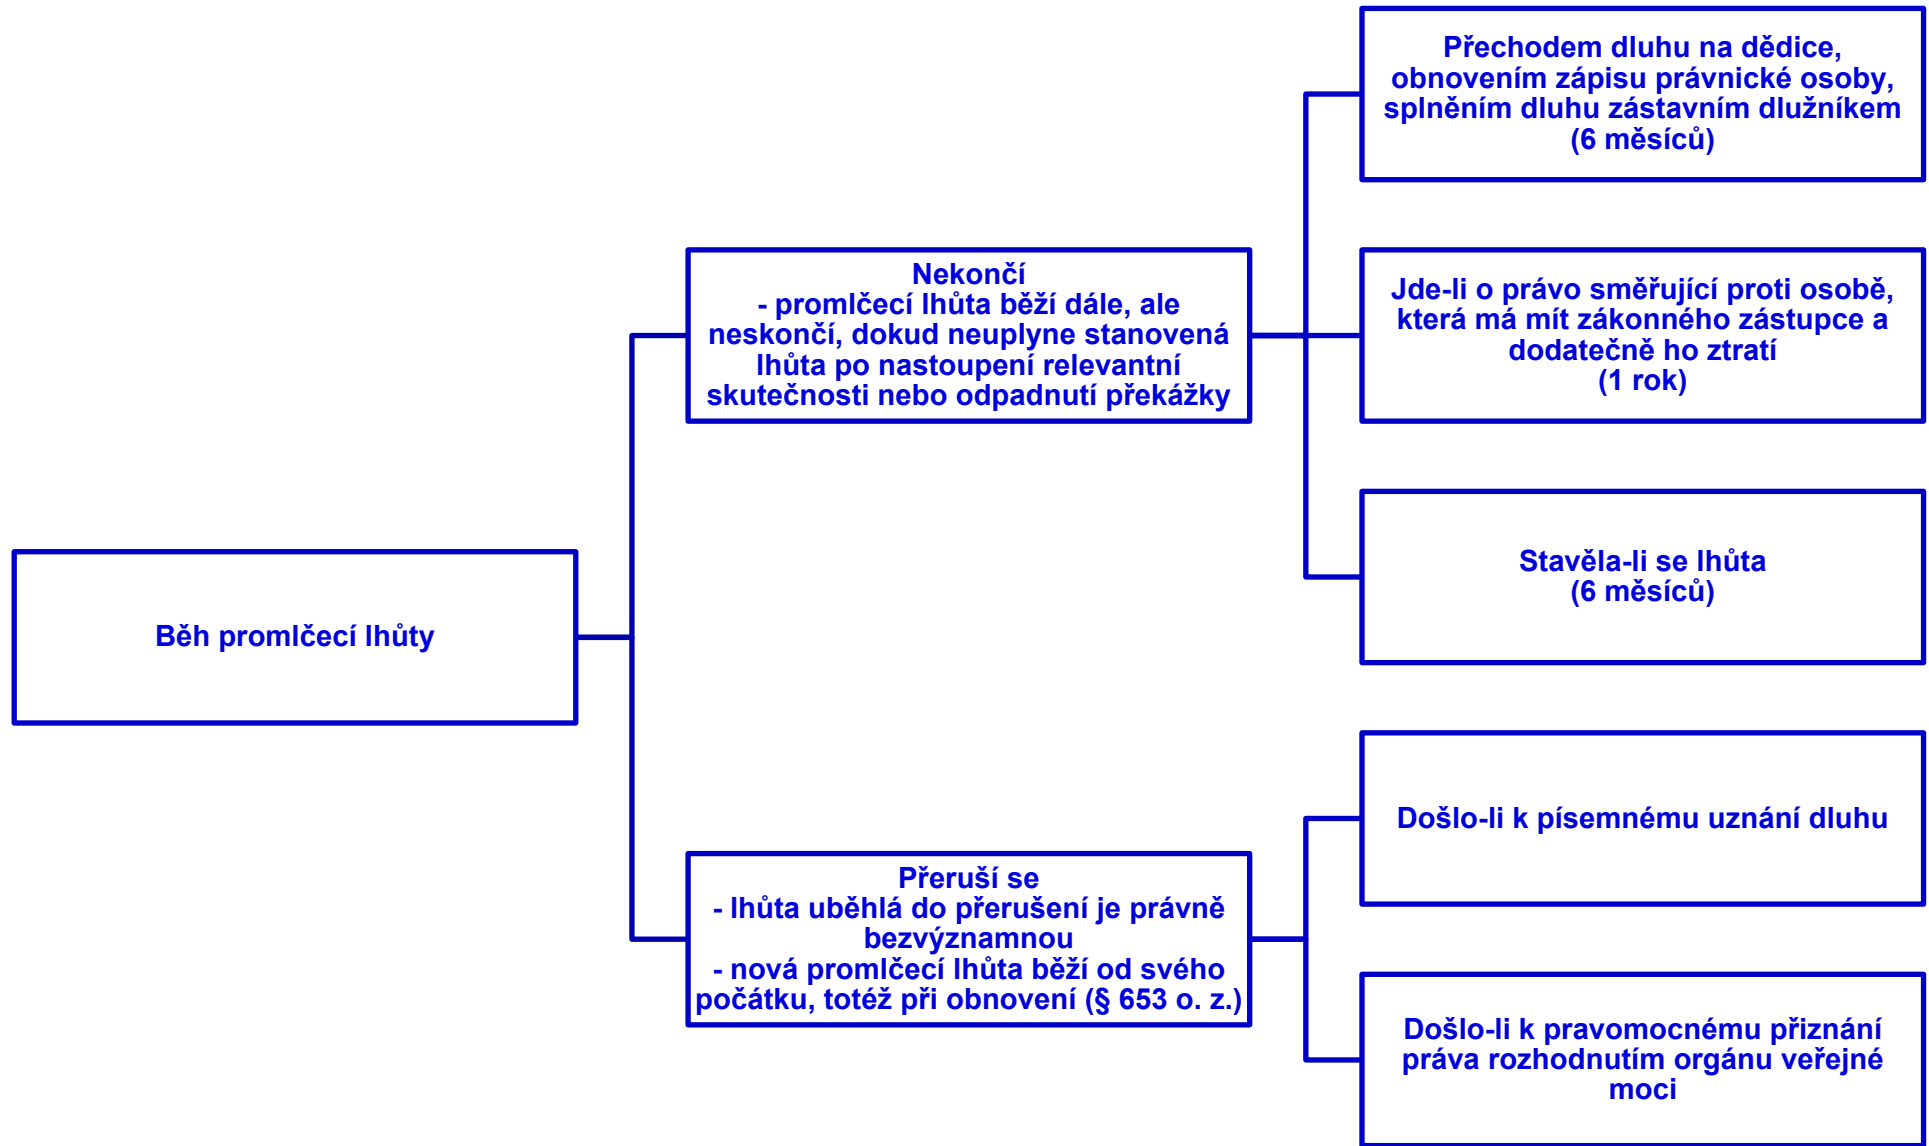 Přechodem dluhu na dědice,
obnovením zápisu právnické osoby,
splněním dluhu zástavním dlužníkem
(6 měsíců)
Nekončí
- promlčecí lhůta běží dále, ale
neskončí, dokud neuplyne stanovená
lhůta po nastoupení relevantní
skutečnosti nebo odpadnutí překážky
Jde-li o právo směřující proti osobě,
která má mít zákonného zástupce a
dodatečně ho ztratí
(1 rok)
Stavěla-li se lhůta
(6 měsíců)
Běh promlčecí lhůty
Došlo-li k písemnému uznání dluhu
Přeruší se
- lhůta uběhlá do přerušení je právně
bezvýznamnou
- nová promlčecí lhůta běží od svého
počátku, totéž při obnovení (§ 653 o. z.)
Došlo-li k pravomocnému přiznání
práva rozhodnutím orgánu veřejné
moci